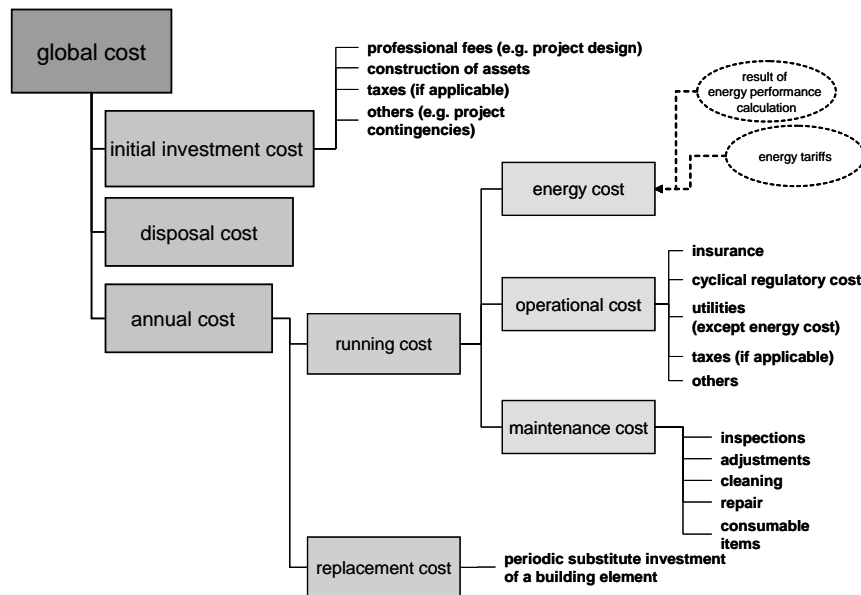 global cost
professional fees (e.g. project design)
construction of assets
taxes (if applicable)
others (e.g. project
contingencies)
initial investment cost
disposal cost
annual cost
running cost
replacement cost
periodic substitute investment
of a building element
energy cost
result of
energy performance
calculation
energy tariffs
operational cost
insurance
cyclical regulatory cost
utilities
(except energy cost)
taxes (if applicable)
others
maintenance cost
inspections
adjustments
cleaning
repair
consumable
items